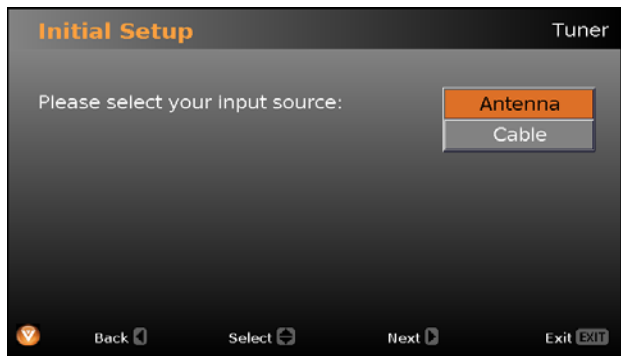 Initial Setup Tuner
Please select your input source:
Antenna
Cable
V Back Select Next Exit EXIT